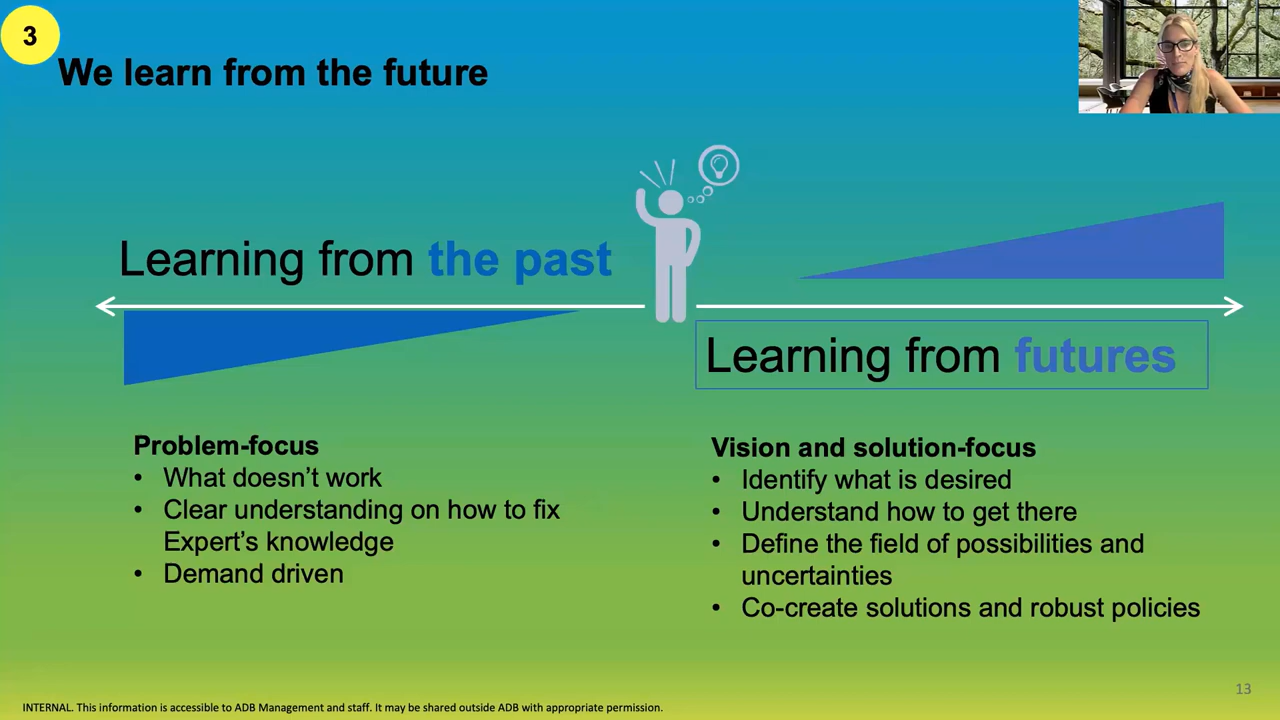 3
We learn from the future
Learning from the past
Learning from futures
Problem-focus
• What doesn’t work
• Clear understanding on how to fix
Expert’s knowledge
• Demand driven
Vision and solution-focus
• Identify what is desired
• Understand how to get there
• Define the field of possibilities and
uncertainties
• Co-create solutions and robust policies
13
INTERNAL. This information is accessible to ADB Management and staff. It may be shared outside ADB with appropriate permission.